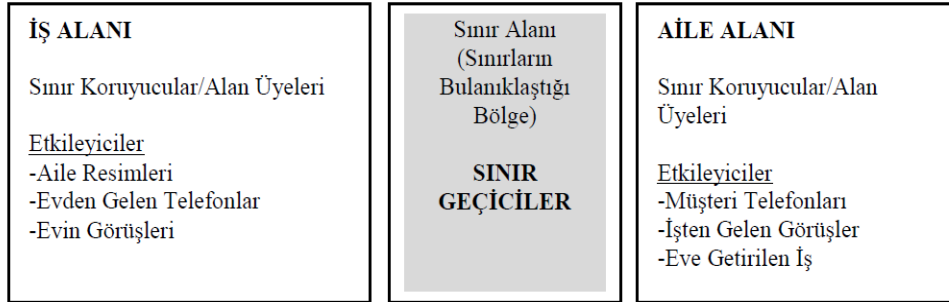 İŞ ALANI
Sınır Koruyucular/Alan Üyeleri
Etkileyiciler
-Aile Resimleri
-Evden Gelen Telefonlar
-Evin Görüşleri
Sınır Alanı
(Sınırların
Bulanıklaştığı
Bölge)
SINIR
GEÇİCİLER
AİLE ALANI
Sınır Koruyucular/Alan
Üyeleri
Etkileyiciler
-Müşteri Telefonları
-İşten Gelen Görüşler
-Eve Getirilen İş